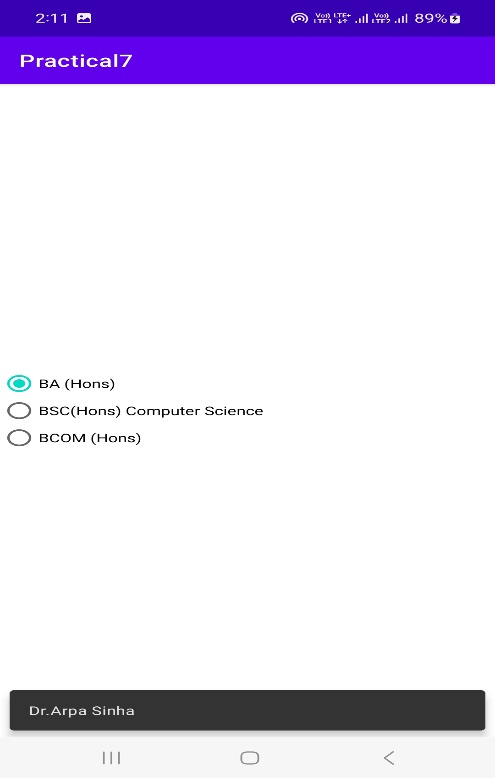 2:11 89%
Practical7
BA (Hons)
BSC(Hons) Computer Science
BCOM (Hons)
Dr.Arpa Sinha